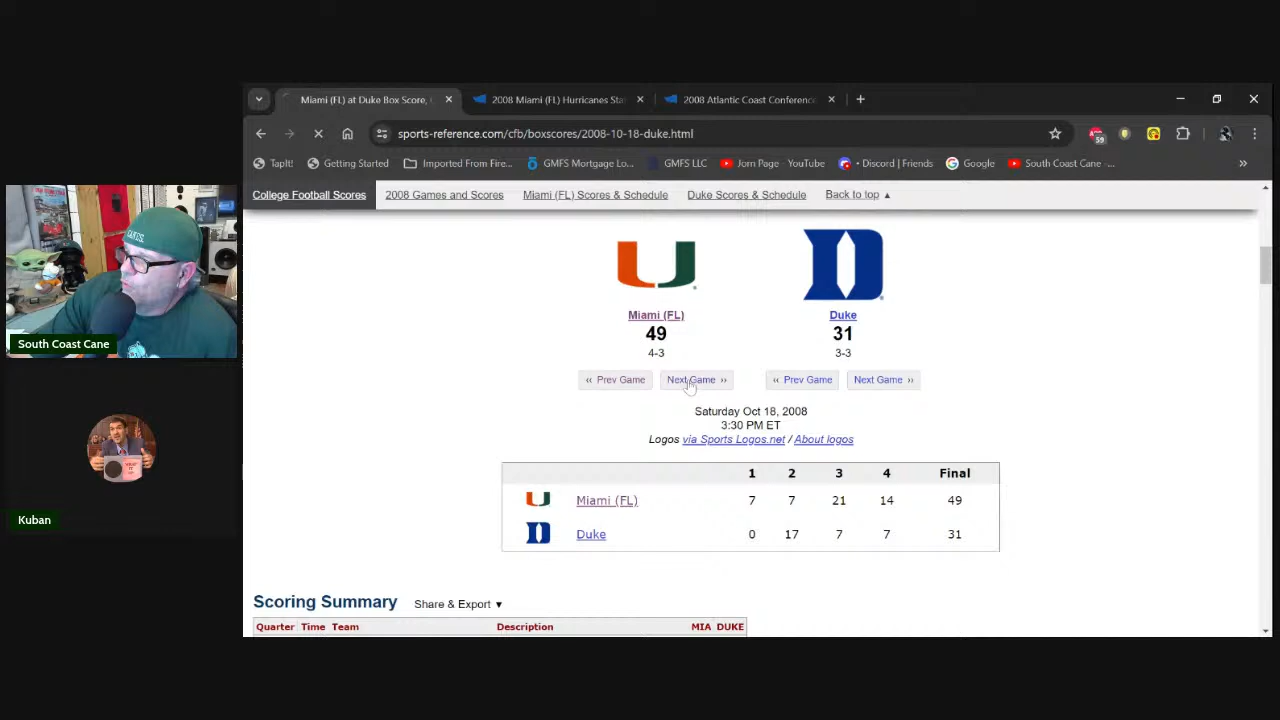 Miami (FL) at Duke Box Score,
2008 Miami (FL) Hurricanes Sta
2008 Atlantic Coast Conference
sports-reference.com/cfb/boxscores/2008-10-18-duke.html
59
TapIt!
Getting Started
Imported From Fire...
GMFS Mortgage Lo...
GMFS LLC
Jorn Page - YouTube
• Discord | Friends
Google
South Coast Cane -...
College Football Scores
2008 Games and Scores
Miami (FL) Scores & Schedule
Duke Scores & Schedule
Back to top ▲
Miami (FL) Duke
49 31
4-3 3-3
‹‹ Prev Game Next Game ›› ‹‹ Prev Game Next Game ››
Saturday Oct 18, 2008
3:30 PM ET
Logos via Sports Logos.net / About logos
1 2 3 4 Final
Miami (FL) 7 7 21 14 49
Duke 0 17 7 7 31
Scoring Summary Share & Export ▼
Quarter Time Team Description MIA DUKE
South Coast Cane
Kuban